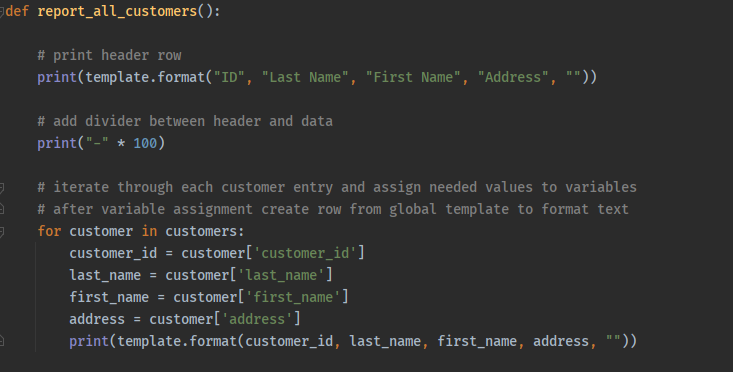 def report_all_customers():
# print header row
print(template.format("ID", "Last Name", "First Name", "Address", ""))
# add divider between header and data
print("-" * 100)
# iterate through each customer entry and assign needed values to variables
# after variable assignment create row from global template to format text
for customer in customers:
customer_id = customer['customer_id']
last_name = customer['last_name']
first_name = customer['first_name']
address = customer['address']
print(template.format(customer_id, last_name, first_name, address, ""))